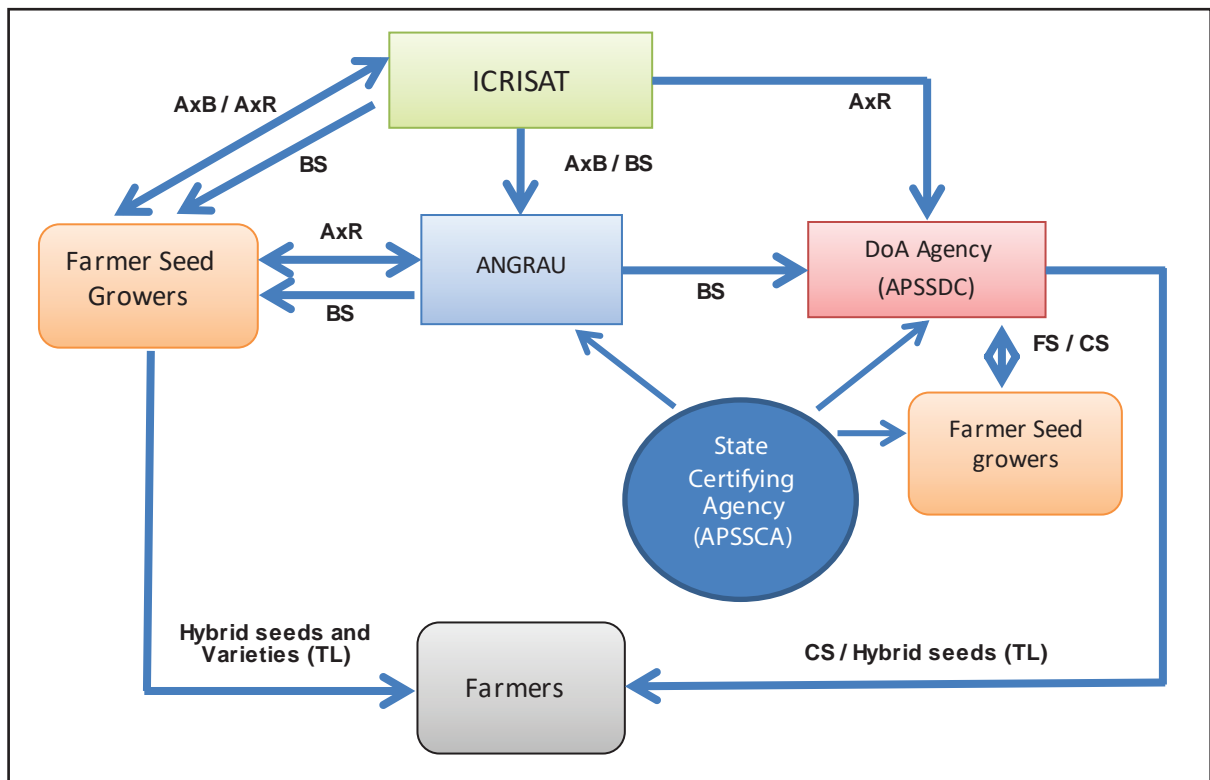 ICRISAT
AxB / AxR
AxR
BS
AxB / BS
AxR
Farmer Seed
Growers
ANGRAU
DoA Agency
(APSSDC)
BS
BS
FS / CS
State
Certifying
Agency
(APSSCA)
Farmer Seed
growers
Hybrid seeds and
Varieties (TL)
CS / Hybrid seeds (TL)
Farmers